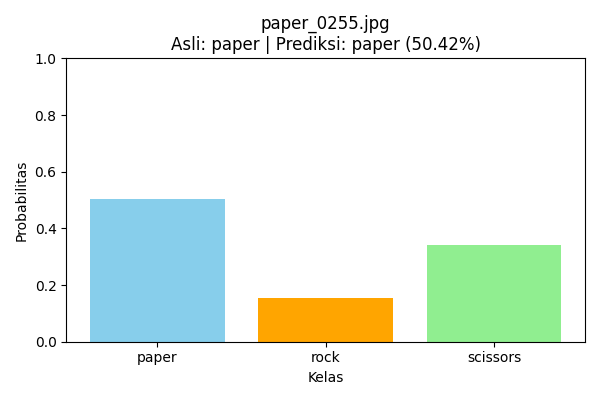 paper_0255.jpg
Asli: paper | Prediksi: paper (50.42%)
1.0
0.8
0.6
0.4
0.2
0.0
Probabilitas
paper
rock
scissors
Kelas